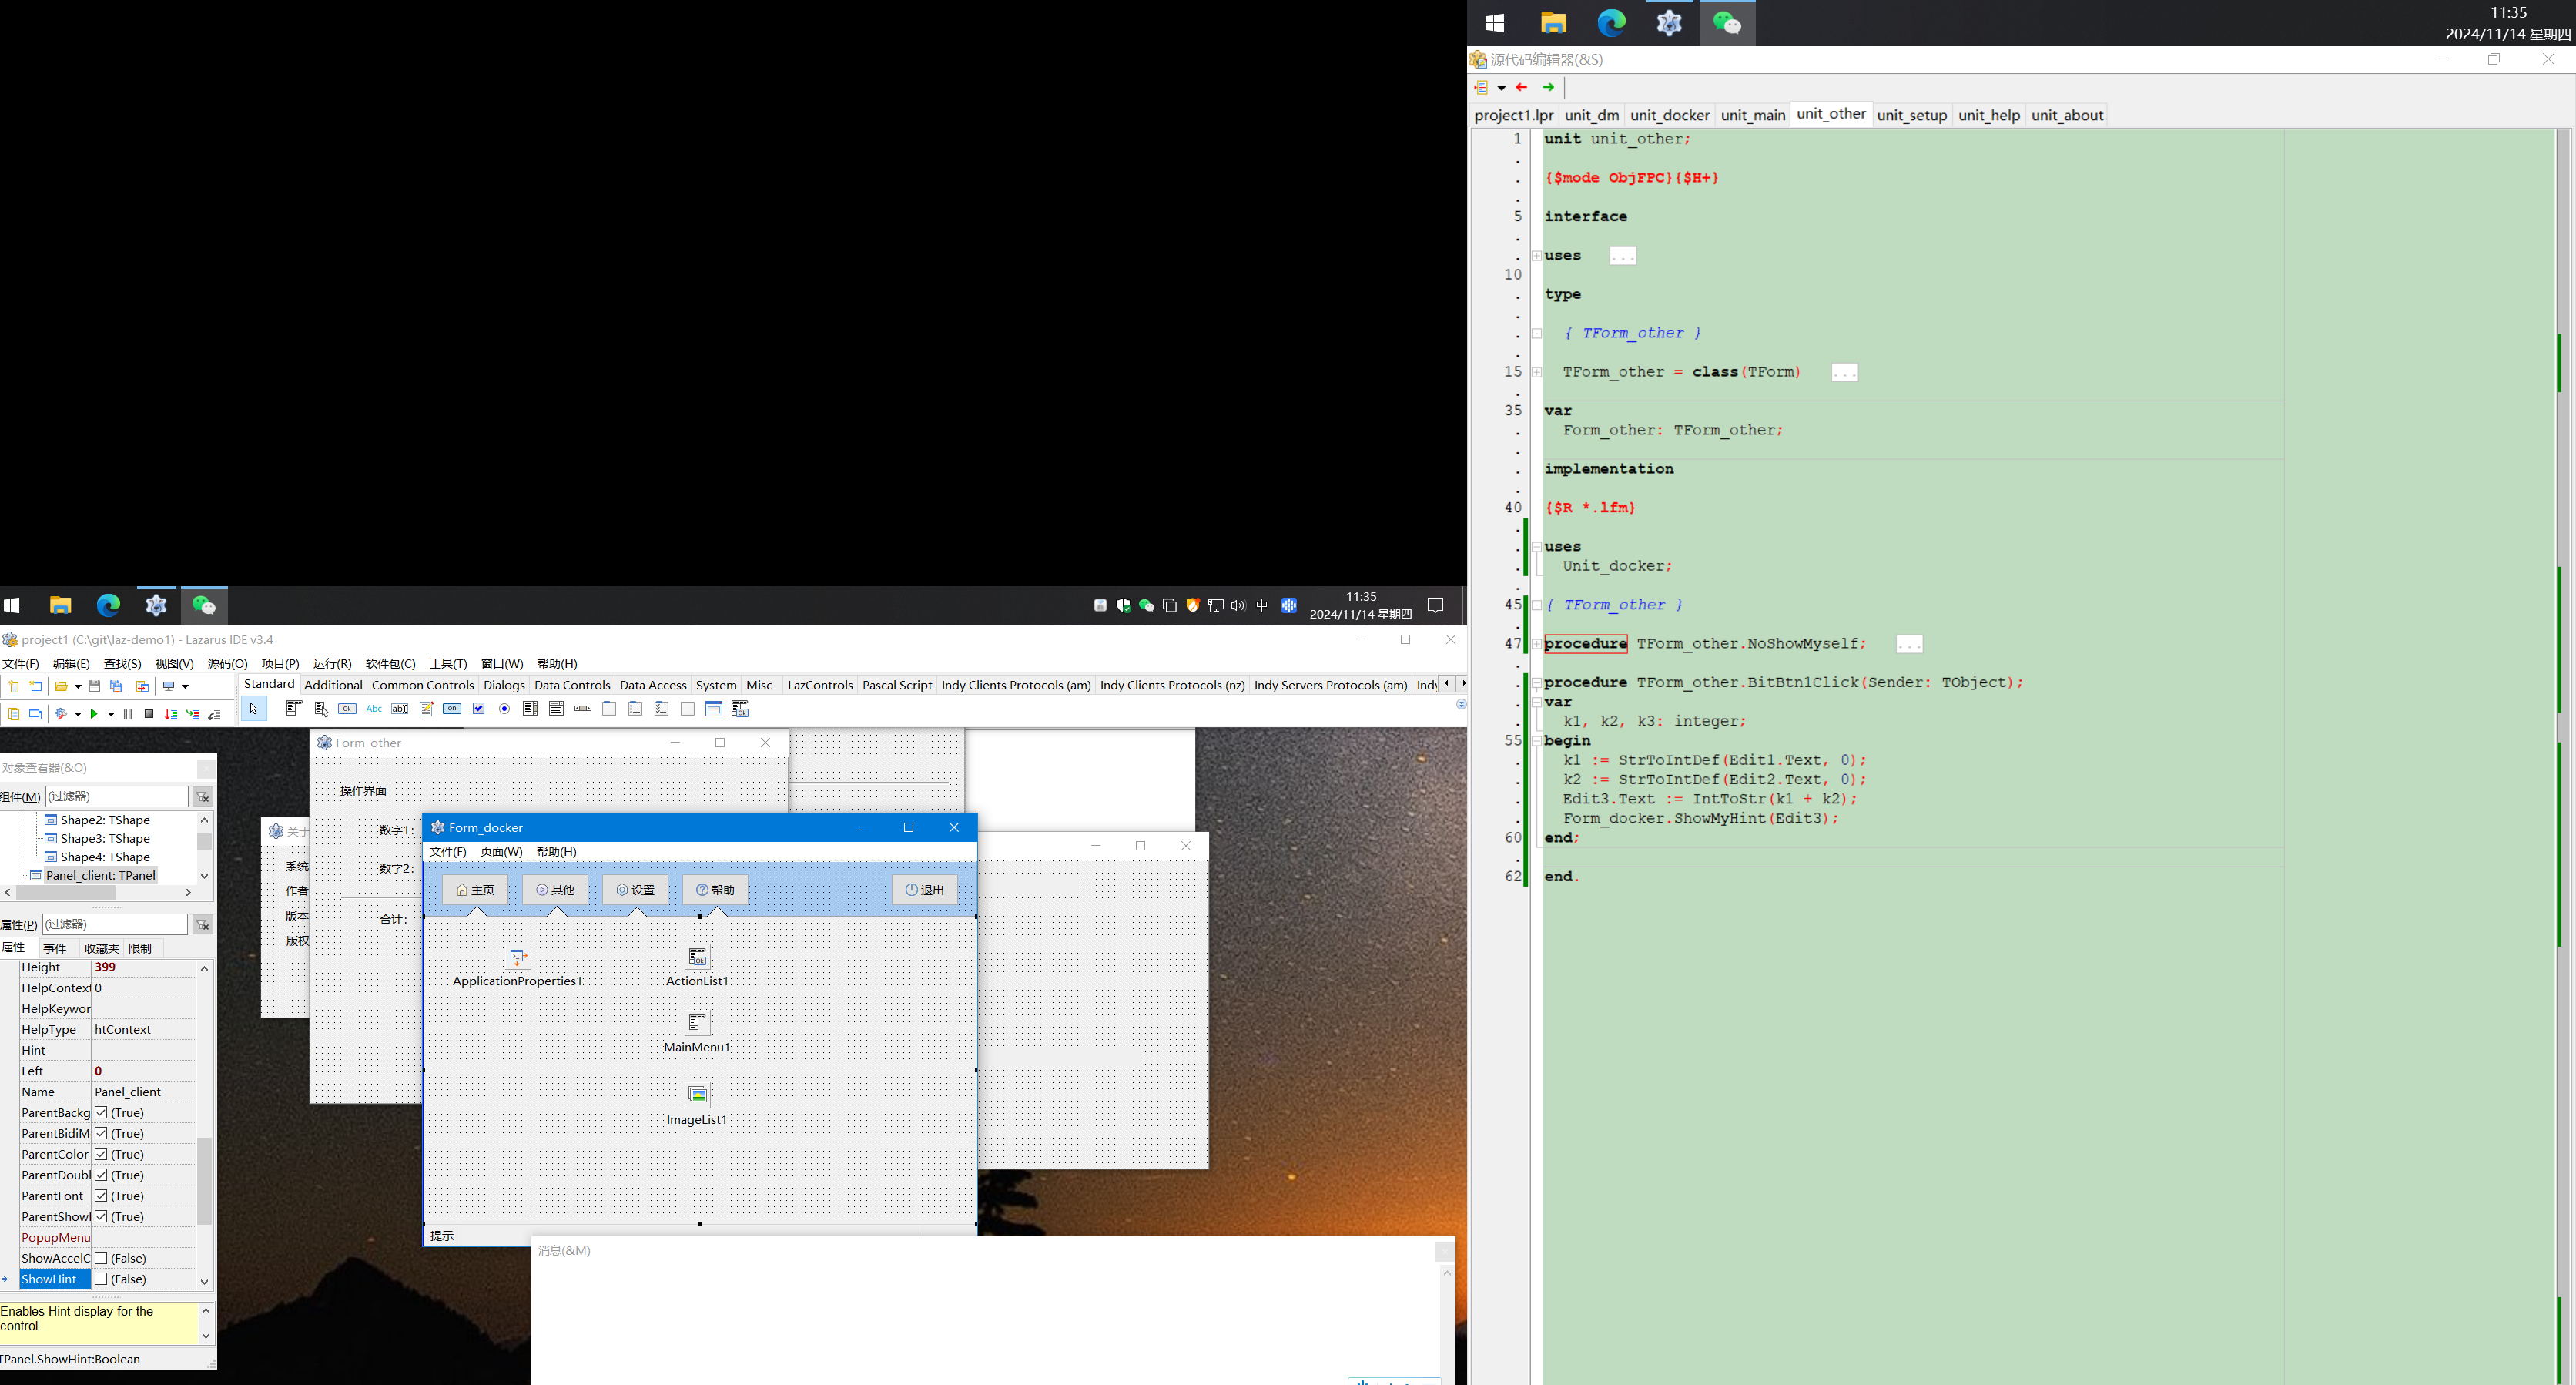 11:35
2024/11/14 星期四
源代码编辑器(&S)
project1.lpr unit_dm unit_docker unit_main unit_other unit_setup unit_help unit_about
1 unit unit_other;
{$mode ObjFPC}{$H+}
5 interface
uses ...
10
type
{ TForm_other }
15 TForm_other = class(TForm) ...
35 var
Form_other: TForm_other;
implementation
40 {$R *.lfm}
uses
Unit_docker;
45 { TForm_other }
47 procedure TForm_other.NoShowMyself; ...
procedure TForm_other.BitBtn1Click(Sender: TObject);
var
k1, k2, k3: integer;
55 begin
k1 := StrToIntDef(Edit1.Text, 0);
k2 := StrToIntDef(Edit2.Text, 0);
Edit3.Text := IntToStr(k1 + k2);
Form_docker.ShowMyHint(Edit3);
60 end;
62 end.
中
11:35
2024/11/14 星期四
project1 (C:\git\laz-demo1) - Lazarus IDE v3.4
文件(F) 编辑(E) 查找(S) 视图(V) 源码(O) 项目(P) 运行(R) 软件包(C) 工具(T) 窗口(W) 帮助(H)
Standard Additional Common Controls Dialogs Data Controls Data Access System Misc LazControls Pascal Script Indy Clients Protocols (am) Indy Clients Protocols (nz) Indy Servers Protocols (am) Indy
Ok Abc abI on
Form_other
操作界面
数字1:
数字2:
合计:
关于
系统
作者
版本
版权
Form_docker
文件(F) 页面(W) 帮助(H)
主页 其他 设置 帮助 退出
ApplicationProperties1
ActionList1
MainMenu1
ImageList1
提示
消息(&M)
对象查看器(&O)
组件(M) (过滤器)
Shape2: TShape
Shape3: TShape
Shape4: TShape
Panel_client: TPanel
属性(P) (过滤器)
属性 事件 收藏夹 限制
Height 399
HelpContext 0
HelpKeywor
HelpType htContext
Hint
Left 0
Name Panel_client
ParentBackg (True)
ParentBidiM (True)
ParentColor (True)
ParentDoubl (True)
ParentFont (True)
ParentShowH (True)
PopupMenu
ShowAccelC (False)
ShowHint (False)
Enables Hint display for the
control.
TPanel.ShowHint:Boolean